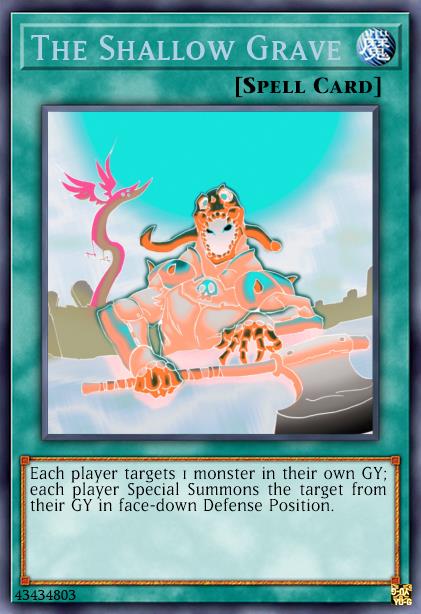 The Shallow Grave
魔
[Spell Card]
Each player targets 1 monster in their own GY;
each player Special Summons the target from
their GY in face-down Defense Position.
43434803